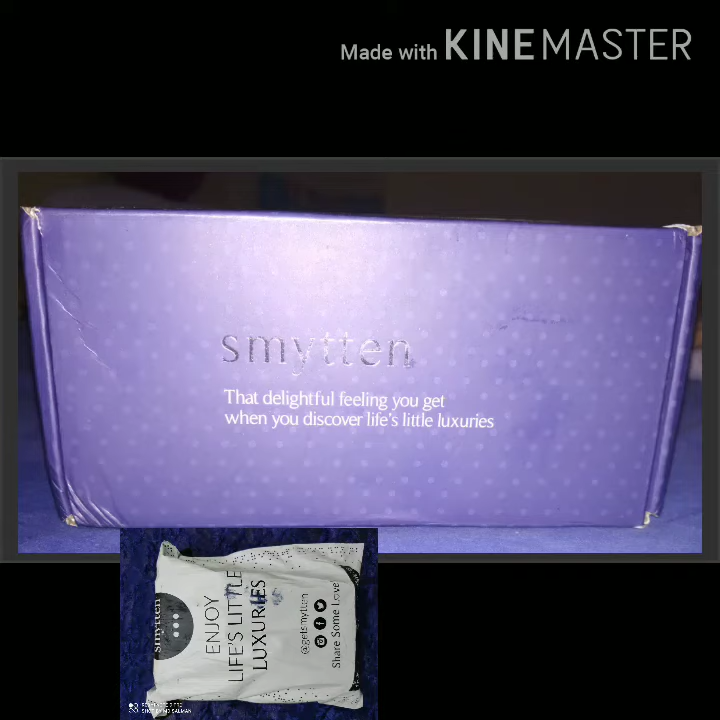 Made with KINEMASTER
smytten
That delightful feeling you get
when you discover life's little luxuries
smytten
ENJOY
LIFE'S LITTLE
LUXURIES
@getsmytten
Share Some Love!